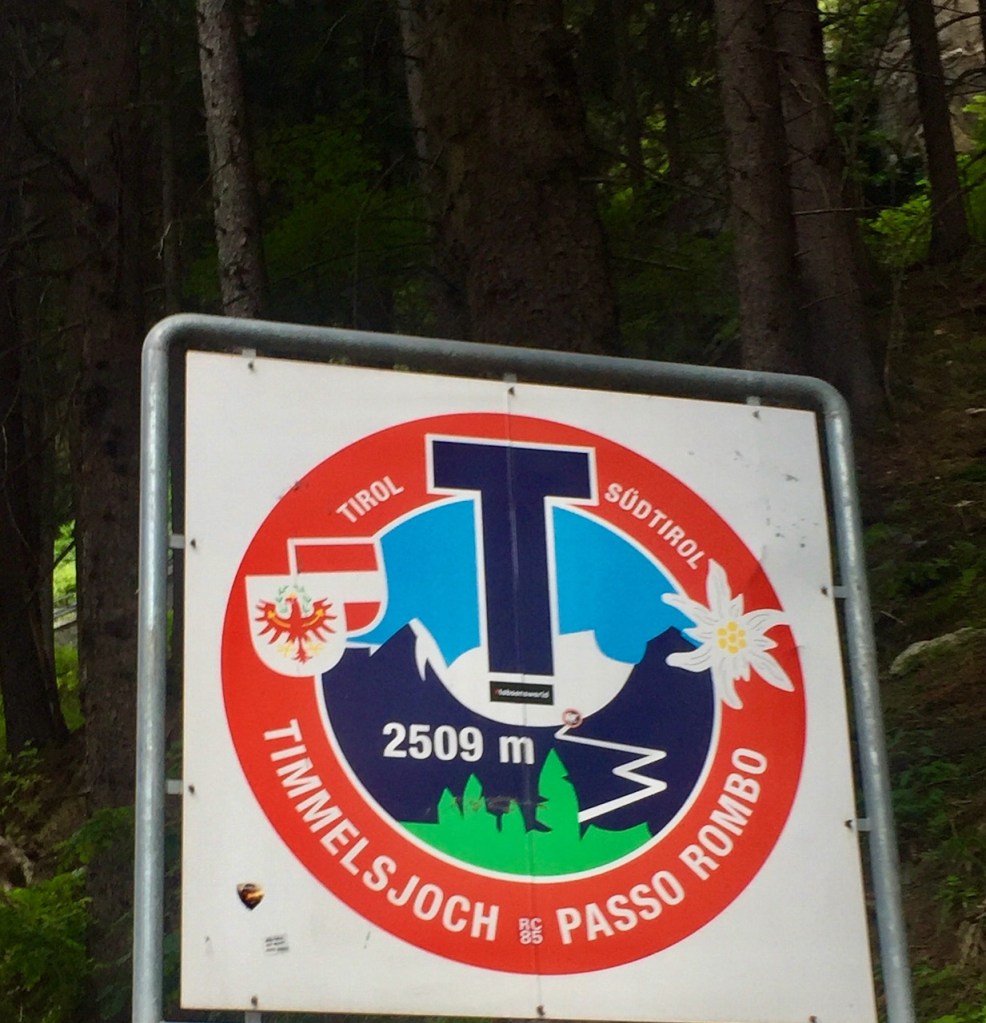 TIROL
T
SÜDTIROL
2509 m
TIMMELSJOCH
RC
85
PASSO ROMBO